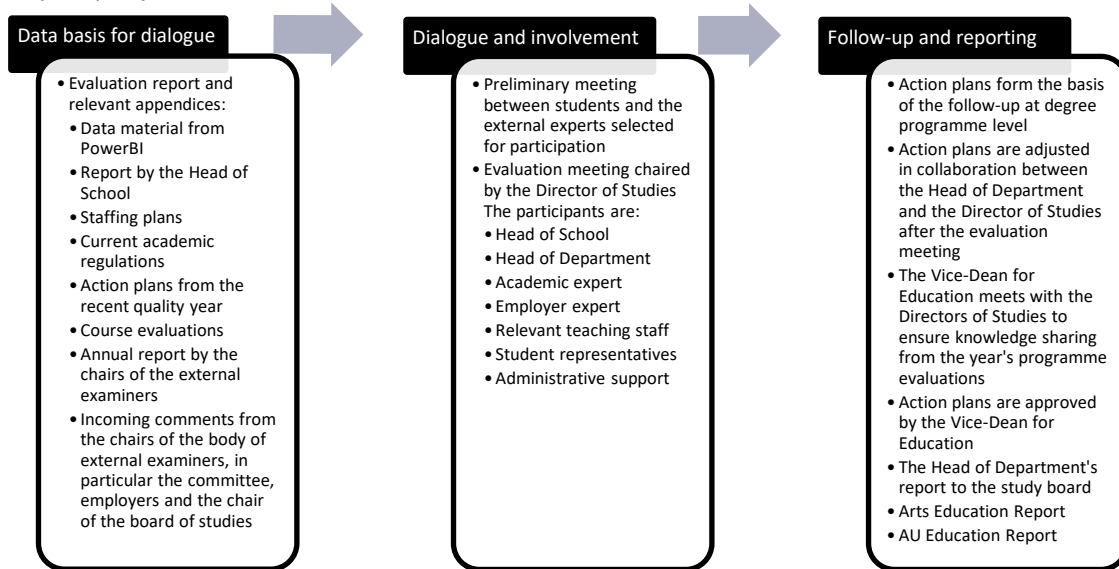 Data basis for dialogue
• Evaluation report and
relevant appendices:
• Data material from
PowerBI
• Report by the Head of
School
• Staffing plans
• Current academic
regulations
• Action plans from the
recent quality year
• Course evaluations
• Annual report by the
chairs of the external
examiners
• Incoming comments from
the chairs of the body of
external examiners, in
particular the committee,
employers and the chair
of the board of studies
Dialogue and involvement
• Preliminary meeting
between students and the
external experts selected
for participation
• Evaluation meeting chaired
by the Director of Studies
The participants are:
• Head of School
• Head of Department
• Academic expert
• Employer expert
• Relevant teaching staff
• Student representatives
• Administrative support
Follow-up and reporting
• Action plans form the basis
of the follow-up at degree
programme level
• Action plans are adjusted
in collaboration between
the Head of Department
and the Director of Studies
after the evaluation
meeting
• The Vice-Dean for
Education meets with the
Directors of Studies to
ensure knowledge sharing
from the year's programme
evaluations
• Action plans are approved
by the Vice-Dean for
Education
• The Head of Department's
report to the study board
• Arts Education Report
• AU Education Report